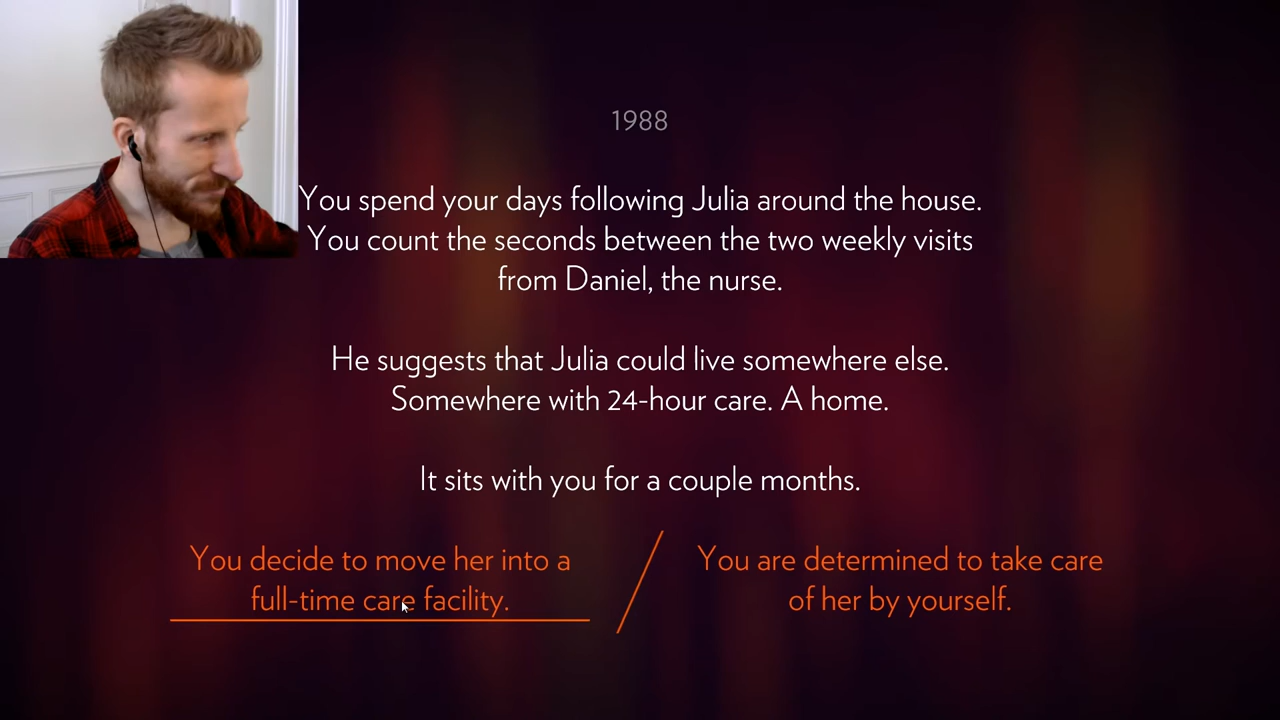 1988
You spend your days following Julia around the house.
You count the seconds between the two weekly visits
from Daniel, the nurse.
He suggests that Julia could live somewhere else.
Somewhere with 24-hour care. A home.
It sits with you for a couple months.
You decide to move her into a
full-time care facility.
You are determined to take care
of her by yourself.